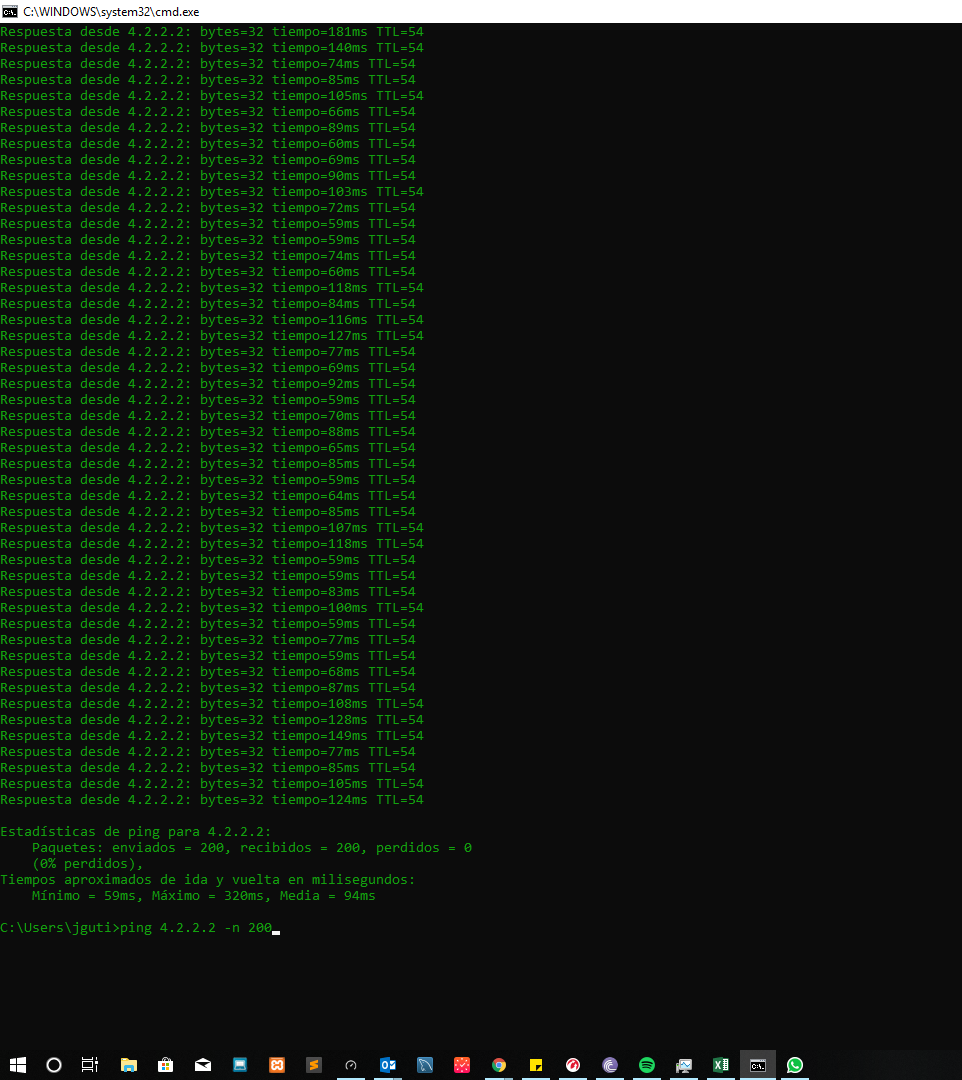 C:\WINDOWS\system32\cmd.exe
Respuesta desde 4.2.2.2: bytes=32 tiempo=181ms TTL=54
Respuesta desde 4.2.2.2: bytes=32 tiempo=140ms TTL=54
Respuesta desde 4.2.2.2: bytes=32 tiempo=74ms TTL=54
Respuesta desde 4.2.2.2: bytes=32 tiempo=85ms TTL=54
Respuesta desde 4.2.2.2: bytes=32 tiempo=105ms TTL=54
Respuesta desde 4.2.2.2: bytes=32 tiempo=66ms TTL=54
Respuesta desde 4.2.2.2: bytes=32 tiempo=89ms TTL=54
Respuesta desde 4.2.2.2: bytes=32 tiempo=60ms TTL=54
Respuesta desde 4.2.2.2: bytes=32 tiempo=69ms TTL=54
Respuesta desde 4.2.2.2: bytes=32 tiempo=90ms TTL=54
Respuesta desde 4.2.2.2: bytes=32 tiempo=103ms TTL=54
Respuesta desde 4.2.2.2: bytes=32 tiempo=72ms TTL=54
Respuesta desde 4.2.2.2: bytes=32 tiempo=59ms TTL=54
Respuesta desde 4.2.2.2: bytes=32 tiempo=59ms TTL=54
Respuesta desde 4.2.2.2: bytes=32 tiempo=74ms TTL=54
Respuesta desde 4.2.2.2: bytes=32 tiempo=60ms TTL=54
Respuesta desde 4.2.2.2: bytes=32 tiempo=118ms TTL=54
Respuesta desde 4.2.2.2: bytes=32 tiempo=84ms TTL=54
Respuesta desde 4.2.2.2: bytes=32 tiempo=116ms TTL=54
Respuesta desde 4.2.2.2: bytes=32 tiempo=127ms TTL=54
Respuesta desde 4.2.2.2: bytes=32 tiempo=77ms TTL=54
Respuesta desde 4.2.2.2: bytes=32 tiempo=69ms TTL=54
Respuesta desde 4.2.2.2: bytes=32 tiempo=92ms TTL=54
Respuesta desde 4.2.2.2: bytes=32 tiempo=59ms TTL=54
Respuesta desde 4.2.2.2: bytes=32 tiempo=70ms TTL=54
Respuesta desde 4.2.2.2: bytes=32 tiempo=88ms TTL=54
Respuesta desde 4.2.2.2: bytes=32 tiempo=65ms TTL=54
Respuesta desde 4.2.2.2: bytes=32 tiempo=85ms TTL=54
Respuesta desde 4.2.2.2: bytes=32 tiempo=59ms TTL=54
Respuesta desde 4.2.2.2: bytes=32 tiempo=64ms TTL=54
Respuesta desde 4.2.2.2: bytes=32 tiempo=85ms TTL=54
Respuesta desde 4.2.2.2: bytes=32 tiempo=107ms TTL=54
Respuesta desde 4.2.2.2: bytes=32 tiempo=118ms TTL=54
Respuesta desde 4.2.2.2: bytes=32 tiempo=59ms TTL=54
Respuesta desde 4.2.2.2: bytes=32 tiempo=59ms TTL=54
Respuesta desde 4.2.2.2: bytes=32 tiempo=83ms TTL=54
Respuesta desde 4.2.2.2: bytes=32 tiempo=100ms TTL=54
Respuesta desde 4.2.2.2: bytes=32 tiempo=59ms TTL=54
Respuesta desde 4.2.2.2: bytes=32 tiempo=77ms TTL=54
Respuesta desde 4.2.2.2: bytes=32 tiempo=59ms TTL=54
Respuesta desde 4.2.2.2: bytes=32 tiempo=68ms TTL=54
Respuesta desde 4.2.2.2: bytes=32 tiempo=87ms TTL=54
Respuesta desde 4.2.2.2: bytes=32 tiempo=108ms TTL=54
Respuesta desde 4.2.2.2: bytes=32 tiempo=128ms TTL=54
Respuesta desde 4.2.2.2: bytes=32 tiempo=149ms TTL=54
Respuesta desde 4.2.2.2: bytes=32 tiempo=77ms TTL=54
Respuesta desde 4.2.2.2: bytes=32 tiempo=85ms TTL=54
Respuesta desde 4.2.2.2: bytes=32 tiempo=105ms TTL=54
Respuesta desde 4.2.2.2: bytes=32 tiempo=124ms TTL=54
Estadísticas de ping para 4.2.2.2:
Paquetes: enviados = 200, recibidos = 200, perdidos = 0
(0% perdidos),
Tiempos aproximados de ida y vuelta en milisegundos:
Mínimo = 59ms, Máximo = 320ms, Media = 94ms
C:\Users\jguti>ping 4.2.2.2 -n 200